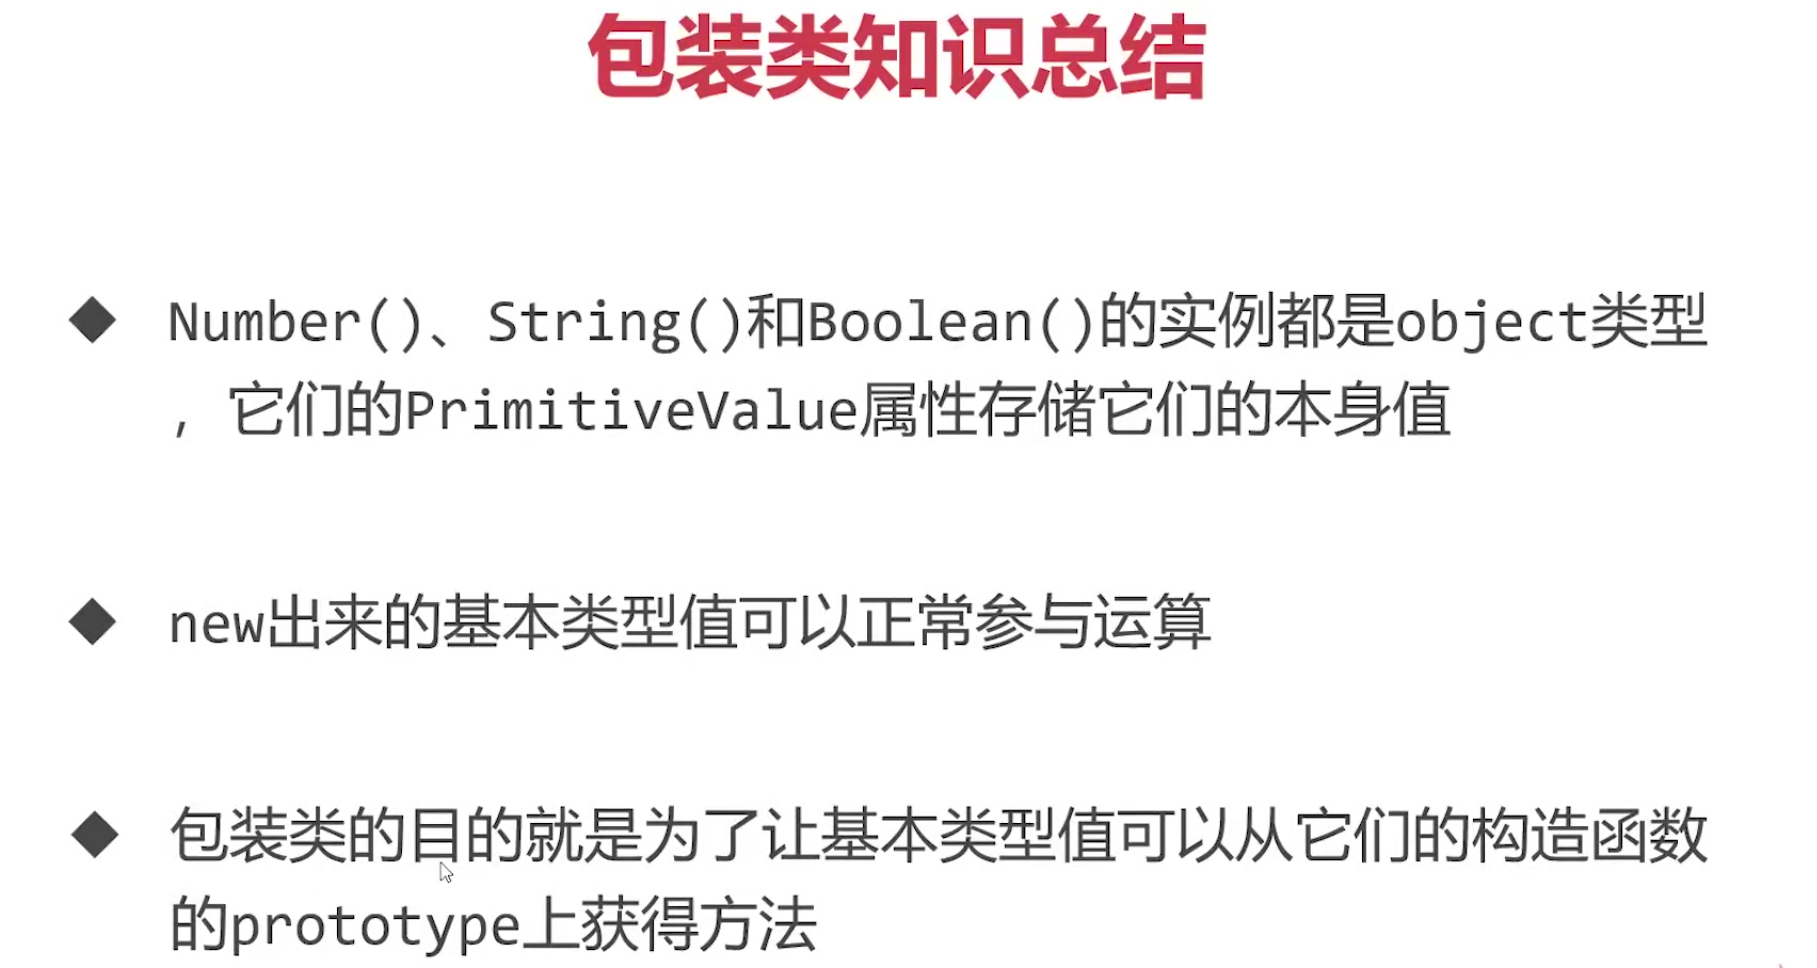 包装类知识总结
Number()、String()和Boolean()的实例都是object类型
，它们的PrimitiveValue属性存储它们的本身值
new出来的基本类型值可以正常参与运算
包装类的目的就是为了让基本类型值可以从它们的构造函数
的prototype上获得方法